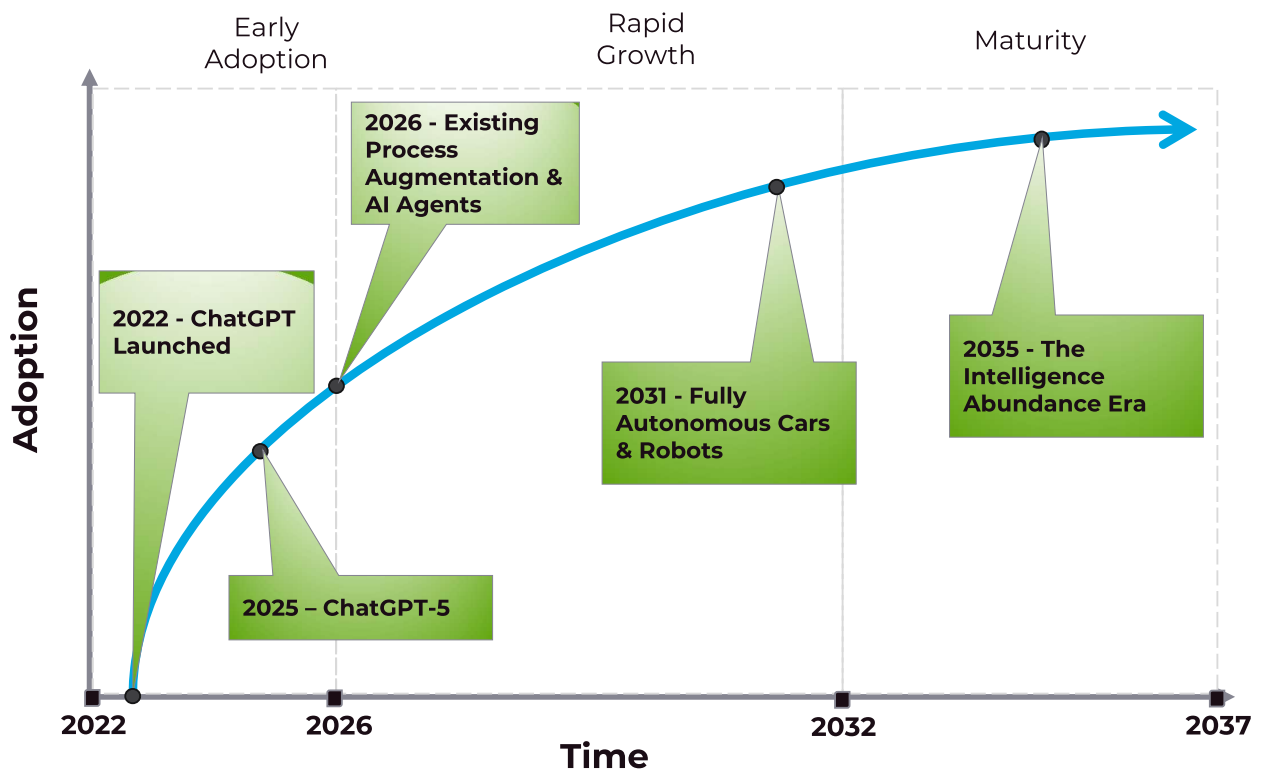 Early
Adoption
Rapid
Growth
Maturity
2026 - Existing
Process
Augmentation &
AI Agents
2022 - ChatGPT
Launched
2031 - Fully
Autonomous Cars
& Robots
2035 - The
Intelligence
Abundance Era
2025 – ChatGPT-5
Adoption
2022
2026
2032
2037
Time